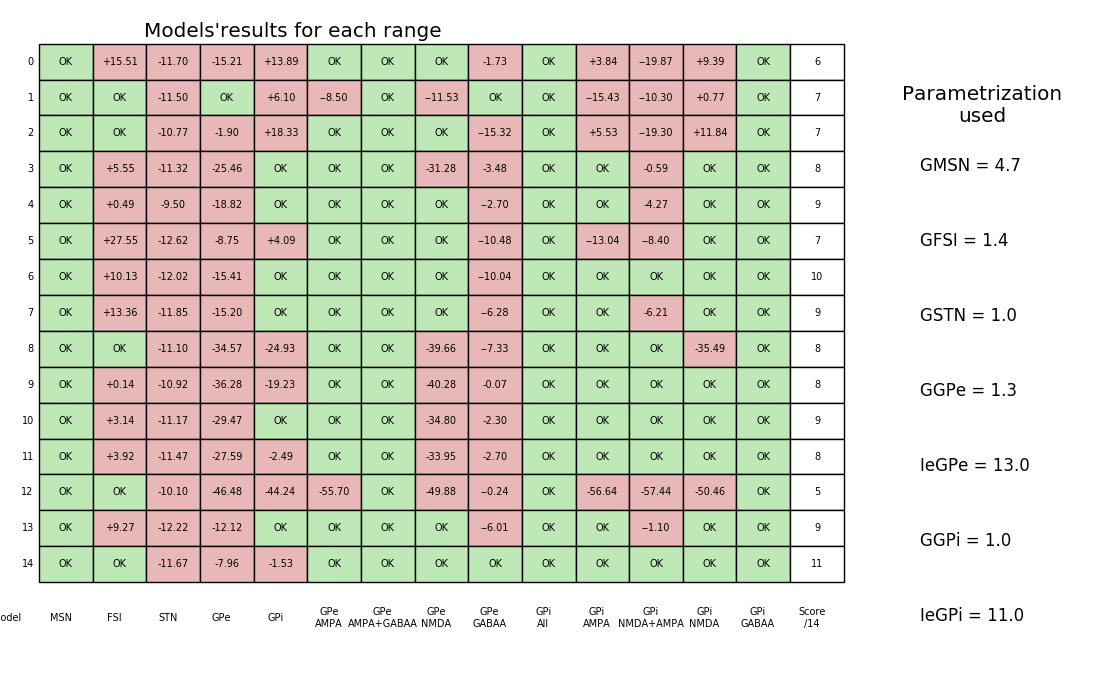 Models'results for each range
0 OK +15.51 -11.70 -15.21 +13.89 OK OK OK -1.73 OK +3.84 --19.87 +9.39 OK 6
1 OK OK -11.50 OK +6.10 --8.50 OK --11.53 OK OK --15.43 --10.30 +0.77 OK 7
2 OK OK -10.77 -1.90 +18.33 OK OK OK --15.32 OK +5.53 --19.30 +11.84 OK 7
3 OK +5.55 -11.32 -25.46 OK OK OK -31.28 -3.48 OK OK -0.59 OK OK 8
4 OK +0.49 -9.50 -18.82 OK OK OK OK --2.70 OK OK -4.27 OK OK 9
5 OK +27.55 -12.62 -8.75 +4.09 OK OK OK --10.48 OK --13.04 --8.40 OK OK 7
6 OK +10.13 -12.02 -15.41 OK OK OK OK --10.04 OK OK OK OK OK 10
7 OK +13.36 -11.85 -15.20 OK OK OK OK --6.28 OK OK -6.21 OK OK 9
8 OK OK -11.10 -34.57 -24.93 OK OK -39.66 --7.33 OK OK OK -35.49 OK 8
9 OK +0.14 -10.92 -36.28 -19.23 OK OK -40.28 -0.07 OK OK OK OK OK 8
10 OK +3.14 -11.17 -29.47 OK OK OK -34.80 -2.30 OK OK OK OK OK 9
11 OK +3.92 -11.47 -27.59 -2.49 OK OK -33.95 -2.70 OK OK OK OK OK 8
12 OK OK -10.10 -46.48 -44.24 -55.70 OK -49.88 --0.24 OK -56.64 -57.44 -50.46 OK 5
13 OK +9.27 -12.22 -12.12 OK OK OK OK --6.01 OK OK --1.10 OK OK 9
14 OK OK -11.67 -7.96 -1.53 OK OK OK OK OK OK OK OK OK 11
GPe GPe GPe GPe GPi GPi GPi GPi GPi Score
odel MSN FSI STN GPe GPi
AMPA AMPA+GABAA NMDA GABAA All AMPA NMDA+AMPA NMDA GABAA /14
Parametrization
used
GMSN = 4.7
GFSI = 1.4
GSTN = 1.0
GGPe = 1.3
IeGPe = 13.0
GGPi = 1.0
IeGPi = 11.0